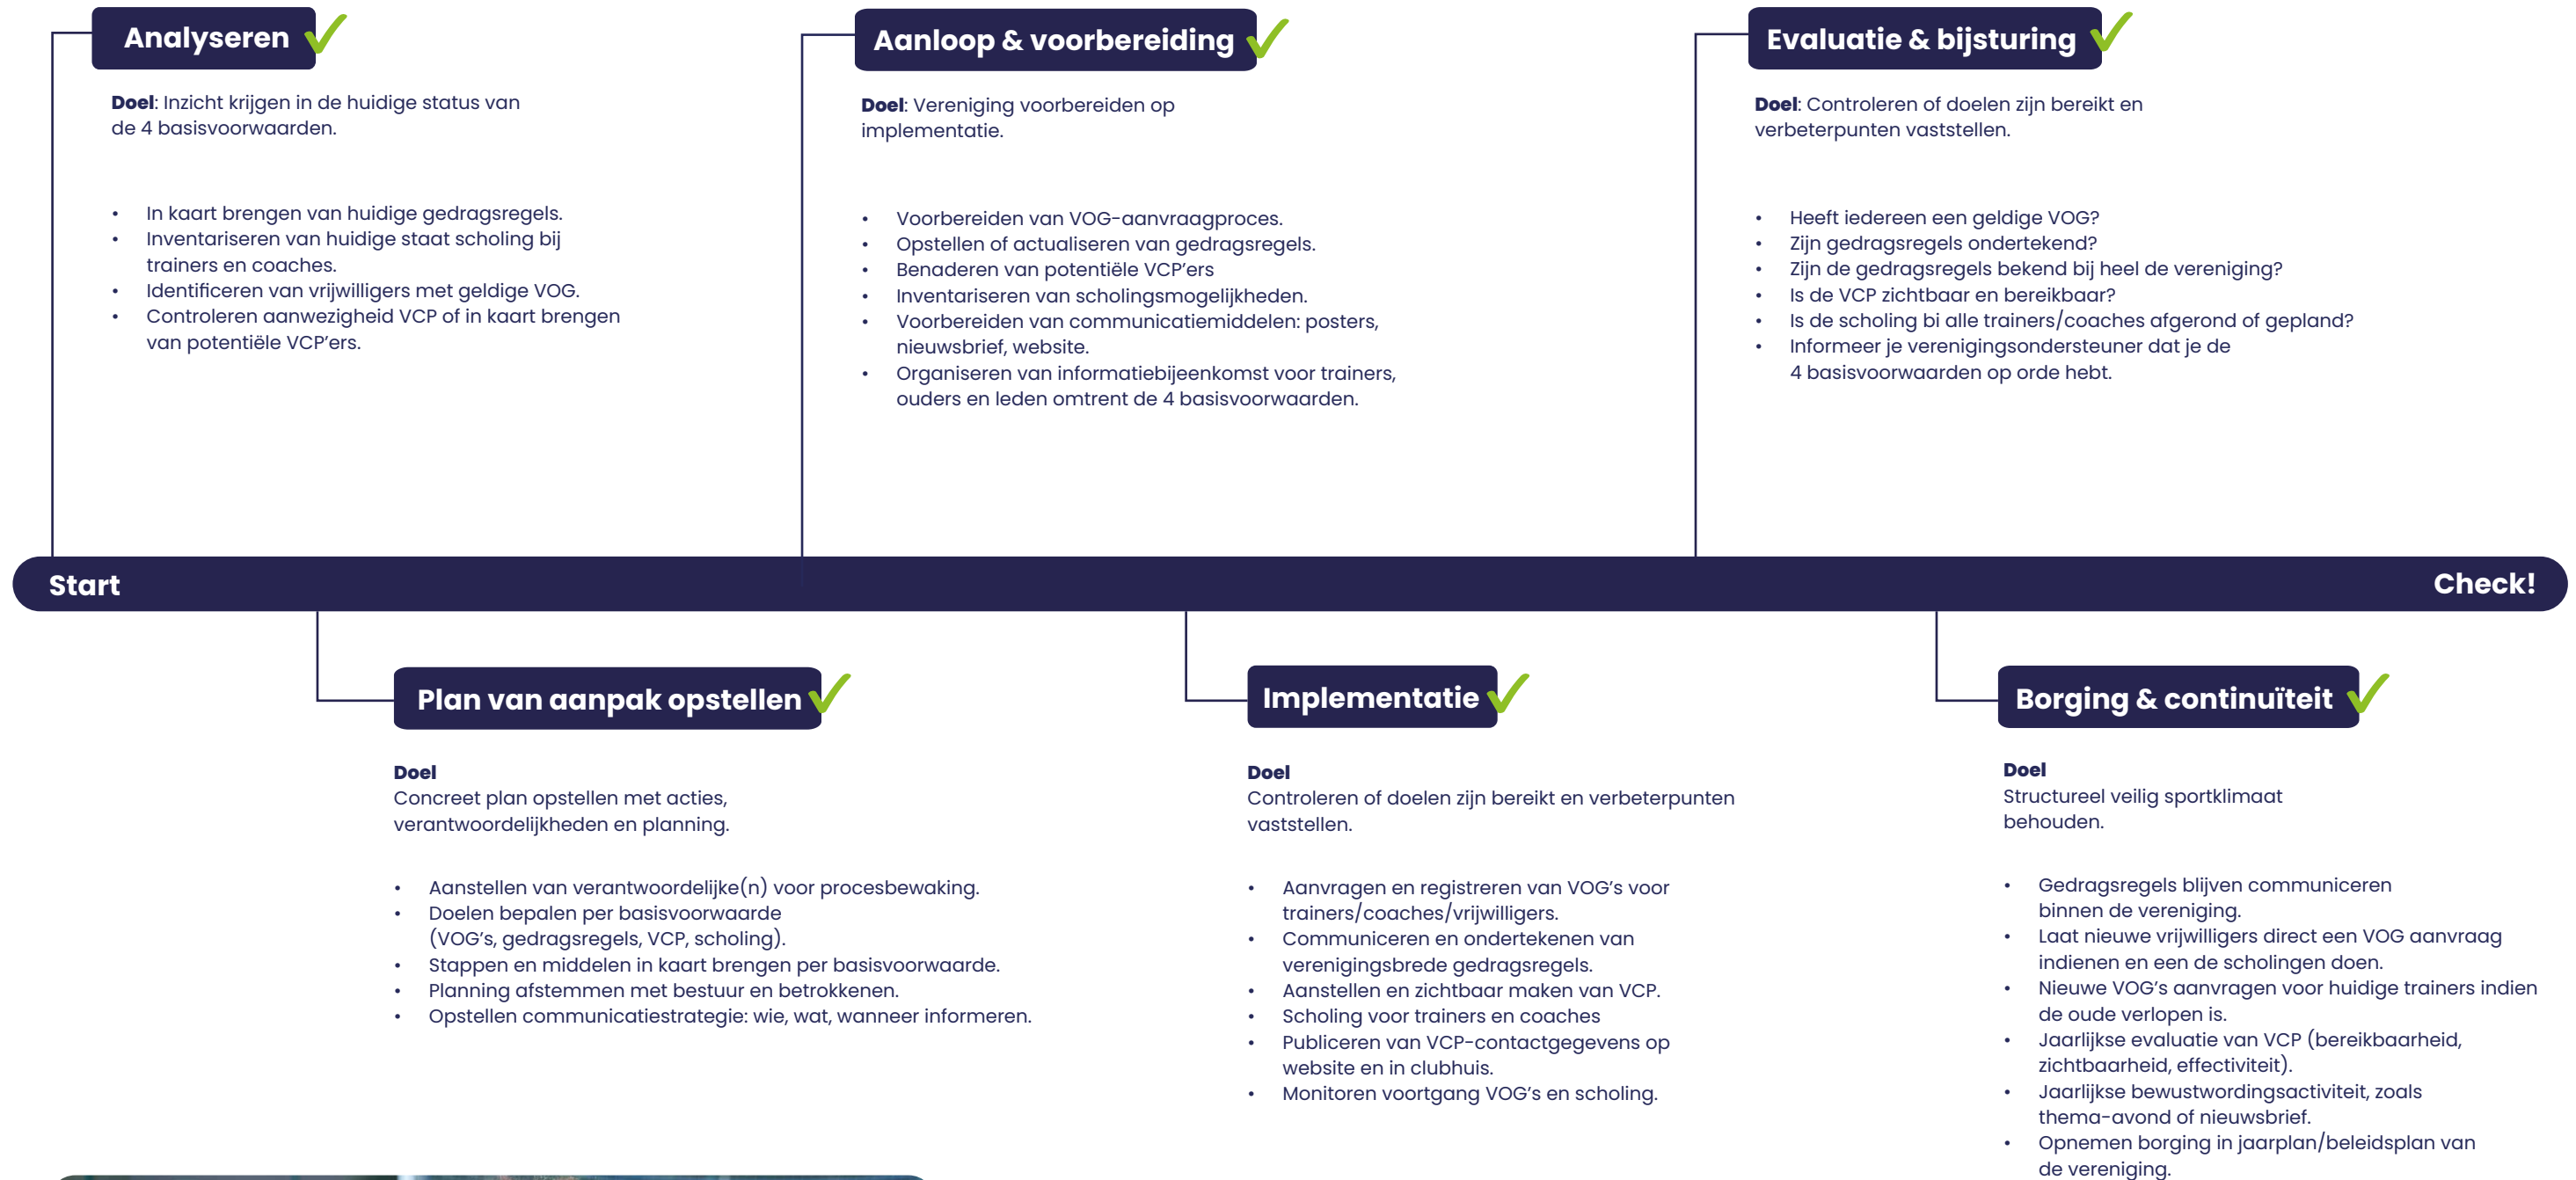 Analyseren
Doel: Inzicht krijgen in de huidige status van
de 4 basisvoorwaarden.
• In kaart brengen van huidige gedragsregels.
• Inventariseren van huidige staat scholing bij
trainers en coaches.
• Identificeren van vrijwilligers met geldige VOG.
• Controleren aanwezigheid VCP of in kaart brengen
van potentiële VCP'ers.
Aanloop & voorbereiding
Doel: Vereniging voorbereiden op
implementatie.
• Voorbereiden van VOG-aanvraagproces.
• Opstellen of actualiseren van gedragsregels.
• Benaderen van potentiële VCP'ers
• Inventariseren van scholingsmogelijkheden.
• Voorbereiden van communicatiemiddelen: posters,
nieuwsbrief, website.
• Organiseren van informatiebijeenkomst voor trainers,
ouders en leden omtrent de 4 basisvoorwaarden.
Evaluatie & bijsturing
Doel: Controleren of doelen zijn bereikt en
verbeterpunten vaststellen.
• Heeft iedereen een geldige VOG?
• Zijn gedragsregels ondertekend?
• Zijn de gedragsregels bekend bij heel de vereniging?
• Is de VCP zichtbaar en bereikbaar?
• Is de scholing bi alle trainers/coaches afgerond of gepland?
• Informeer je verenigingsondersteuner dat je de
4 basisvoorwaarden op orde hebt.
Start
Check!
Plan van aanpak opstellen
Doel
Concreet plan opstellen met acties,
verantwoordelijkheden en planning.
• Aanstellen van verantwoordelijke(n) voor procesbewaking.
• Doelen bepalen per basisvoorwaarde
(VOG's, gedragsregels, VCP, scholing).
• Stappen en middelen in kaart brengen per basisvoorwaarde.
• Planning afstemmen met bestuur en betrokkenen.
• Opstellen communicatiestrategie: wie, wat, wanneer informeren.
Implementatie
Doel
Controleren of doelen zijn bereikt en verbeterpunten
vaststellen.
• Aanvragen en registreren van VOG's voor
trainers/coaches/vrijwilligers.
• Communiceren en ondertekenen van
verenigingsbrede gedragsregels.
• Aanstellen en zichtbaar maken van VCP.
• Scholing voor trainers en coaches
• Publiceren van VCP-contactgegevens op
website en in clubhuis.
• Monitoren voortgang VOG's en scholing.
Borging & continuïteit
Doel
Structureel veilig sportklimaat
behouden.
• Gedragsregels blijven communiceren
binnen de vereniging.
• Laat nieuwe vrijwilligers direct een VOG aanvraag
indienen en een de scholingen doen.
• Nieuwe VOG's aanvragen voor huidige trainers indien
de oude verlopen is.
• Jaarlijkse evaluatie van VCP (bereikbaarheid,
zichtbaarheid, effectiviteit).
• Jaarlijkse bewustwordingsactiviteit, zoals
thema-avond of nieuwsbrief.
• Opnemen borging in jaarplan/beleidsplan van
de vereniging.